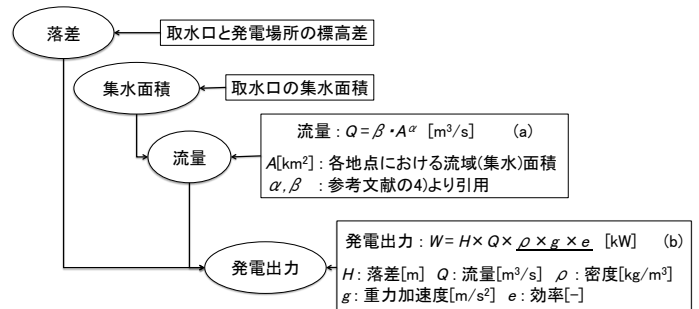 落差
取水口と発電場所の標高差
集水面積
取水口の集水面積
流量
流量：Q = β・A^α [m³/s] (a)
A[km²]：各地点における流域(集水)面積
α,β ：参考文献の4)より引用
発電出力
発電出力：W = H× Q × ρ × g × e [kW] (b)
H：落差[m] Q：流量[m³/s] ρ：密度[kg/m³]
g：重力加速度[m/s²] e：効率[-]